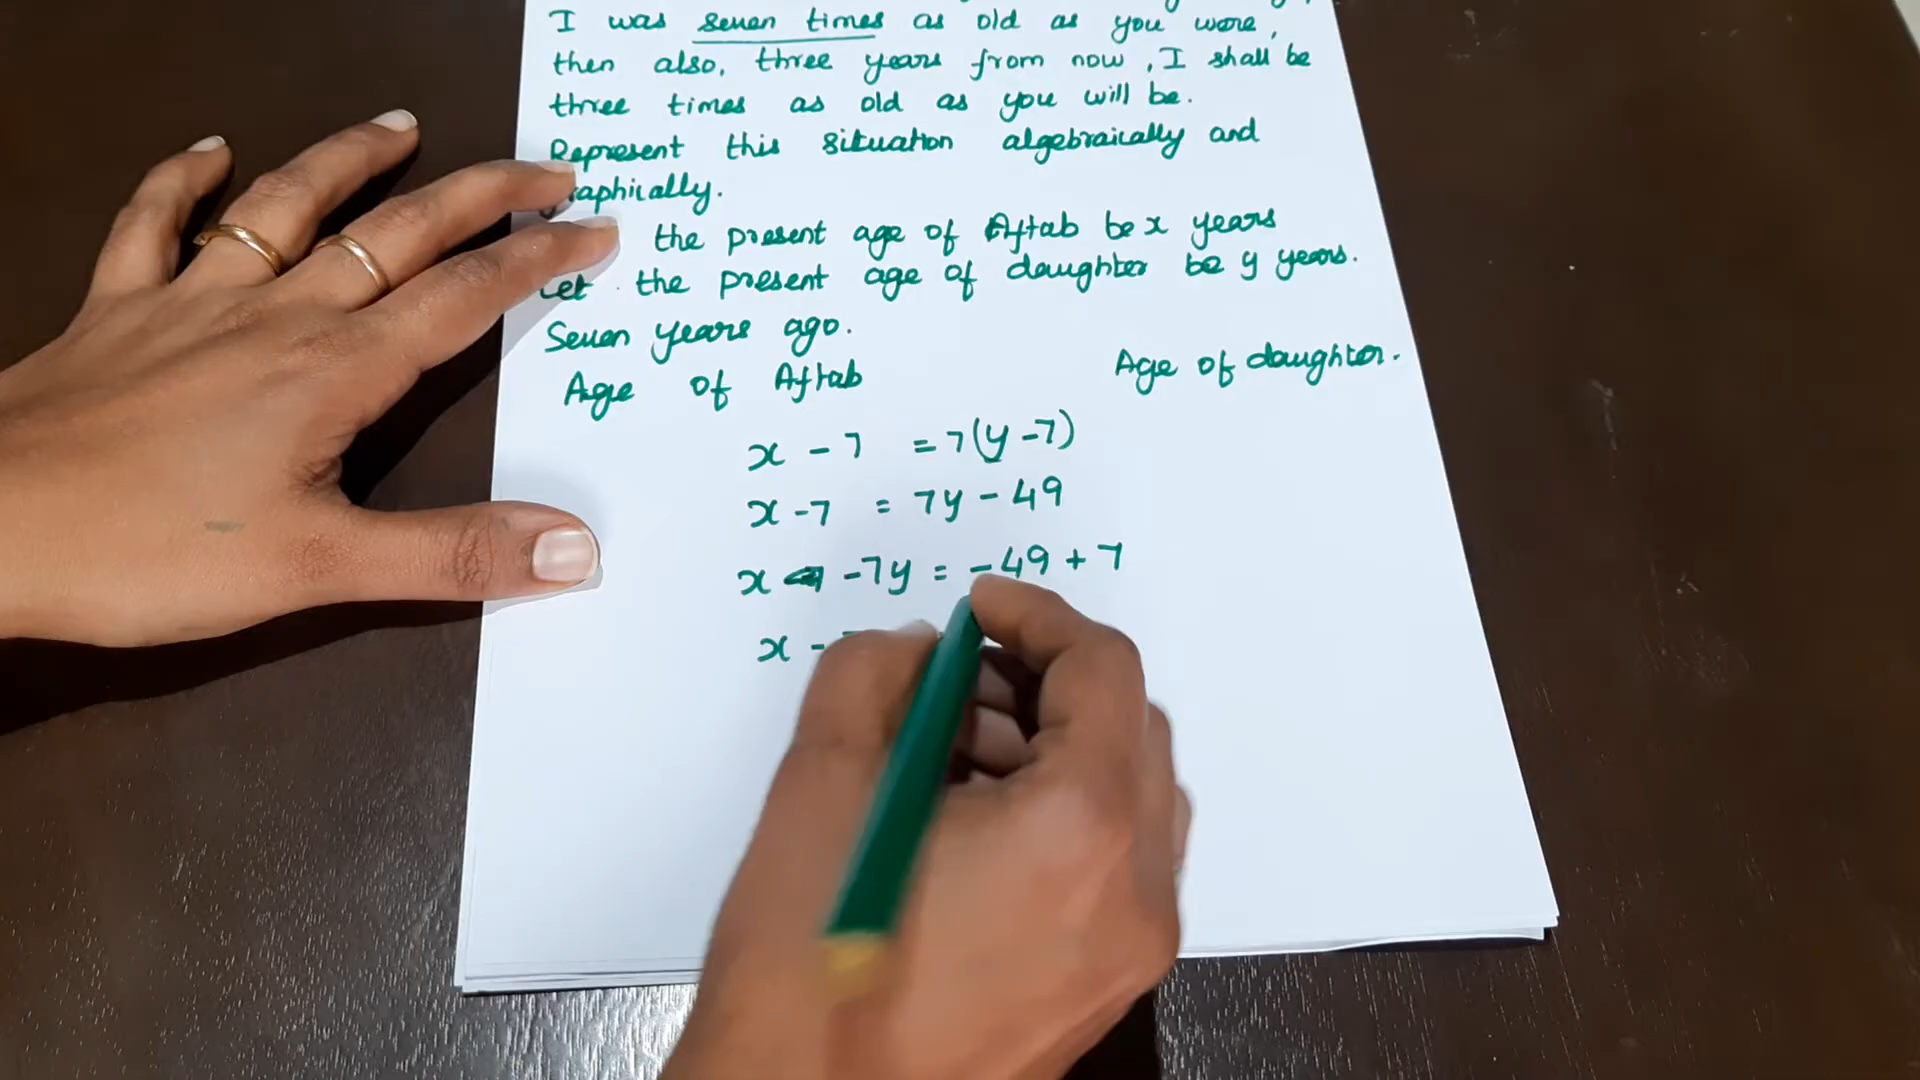 I was seven times as old as you were,
then also, three years from now, I shall be
three times as old as you will be.
Represent this situation algebraically and
raphically.
the present age of Aftab be x years
Let the present age of daughter be y years.
Seven years ago.
Age of Aftab Age of daughter.
x - 7 = 7(y - 7)
x - 7 = 7y - 49
x - 7y = -49 + 7
x -